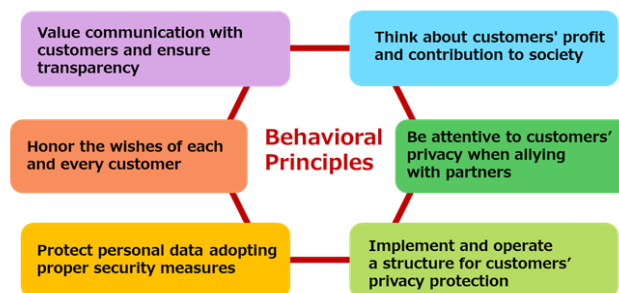 Value communication with
customers and ensure
transparency
Think about customers' profit
and contribution to society
Honor the wishes of each
and every customer
Behavioral
Principles
Be attentive to customers’
privacy when allying
with partners
Protect personal data adopting
proper security measures
Implement and operate
a structure for customers’
privacy protection